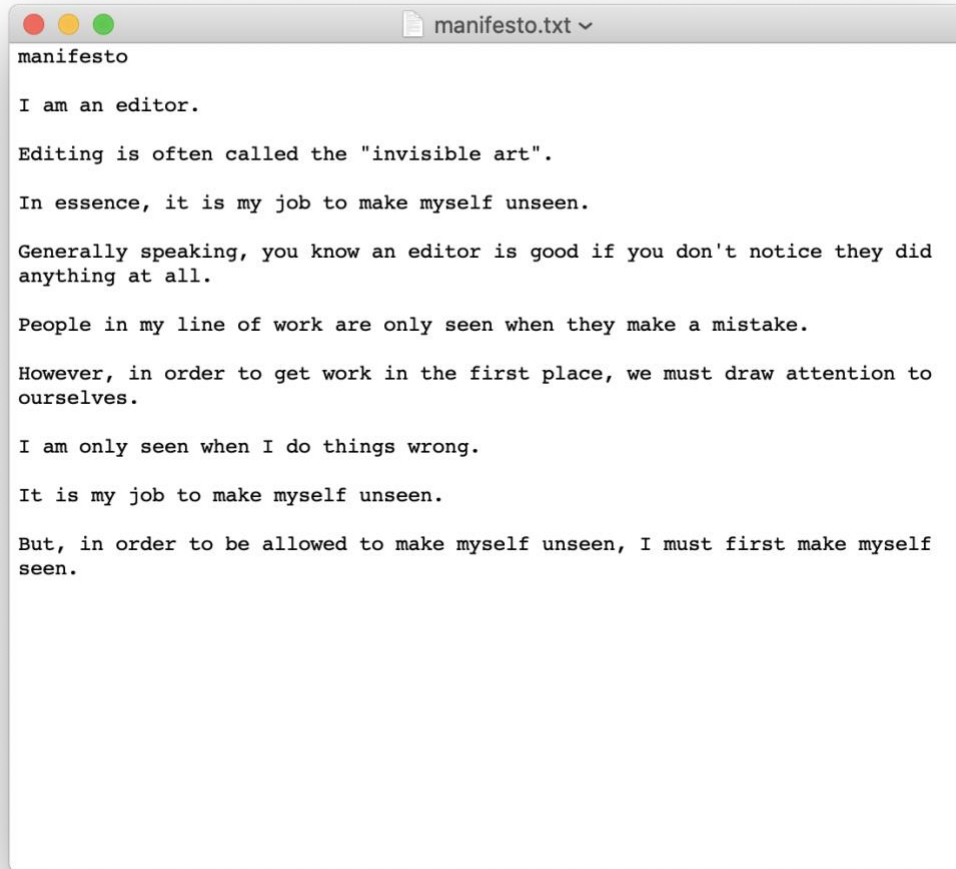 manifesto.txt
manifesto
I am an editor.
Editing is often called the "invisible art".
In essence, it is my job to make myself unseen.
Generally speaking, you know an editor is good if you don't notice they did
anything at all.
People in my line of work are only seen when they make a mistake.
However, in order to get work in the first place, we must draw attention to
ourselves.
I am only seen when I do things wrong.
It is my job to make myself unseen.
But, in order to be allowed to make myself unseen, I must first make myself
seen.